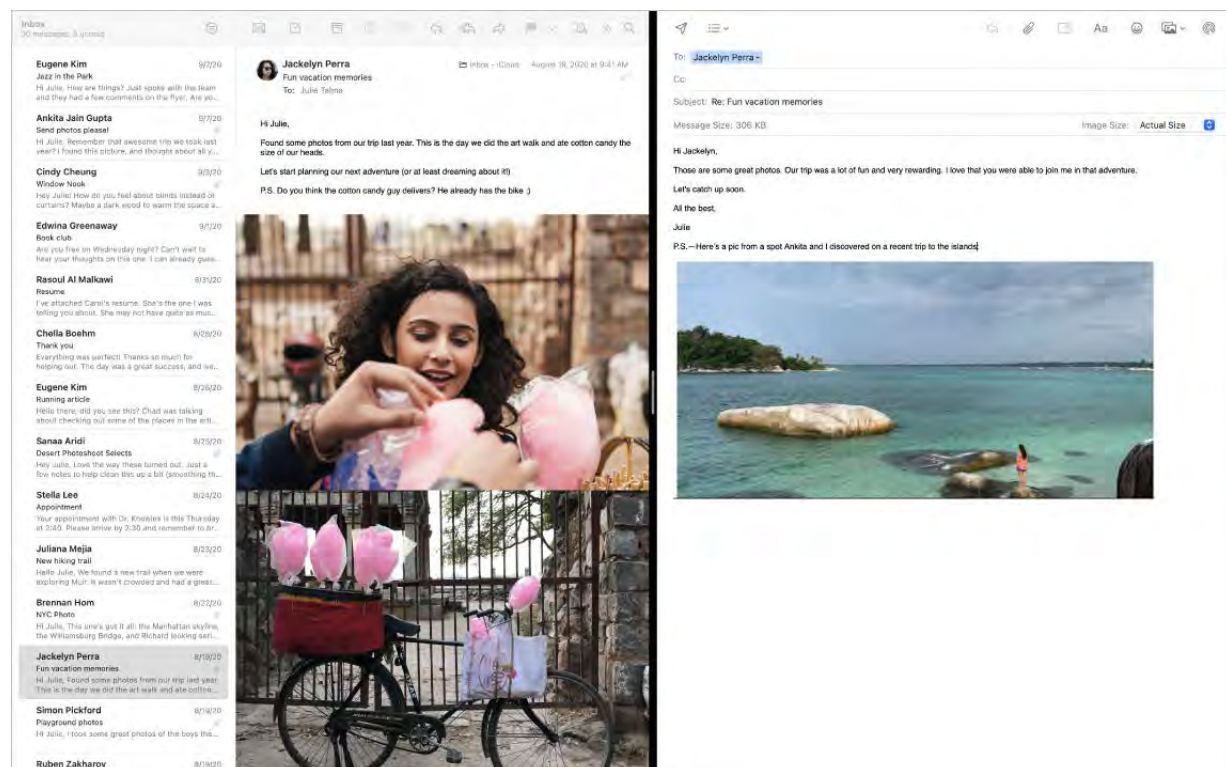 Inbox
30 messages, 5 unread
Eugene Kim 9/7/20
Jazz in the Park
Hi Julie, How are things? Just spoke with the team
and they had a few comments on the flyer. Are yo...
Ankita Jain Gupta 9/7/20
Send photos please!
Hi Julie, Remember that awesome trip we took last
year? I found this picture, and thought about all y...
Cindy Cheung 9/3/20
Window Nook
Hey Julie! How do you feel about blinds instead of
curtains? Maybe a dark wood to warm the space a...
Edwina Greenaway 9/1/20
Book club
Are you free on Wednesday night? Can't wait to
hear your thoughts on this one. I can already gues...
Rasoul Al Malkawi 8/31/20
Resume
I've attached Carol's resume. She's the one I was
telling you about. She may not have quite as mus...
Chella Boehm 8/28/20
Thank you
Everything was perfect! Thanks so much for
helping out. The day was a great success, and we...
Eugene Kim 8/26/20
Running article
Hello there, did you see this? Chad was talking
about checking out some of the places in the arti...
Sanaa Aridi 8/25/20
Desert Photoshoot Selects
Hey Julie, Love the way these turned out. Just a
few notes to help clean this up a bit (smoothing th...
Stella Lee 8/24/20
Appointment
Your appointment with Dr. Knowles is this Thursday
at 2:40. Please arrive by 2:30 and remember to br...
Juliana Mejia 8/23/20
New hiking trail
Hello Julie, We found a new trail when we were
exploring Muir. It wasn't crowded and had a great...
Brennan Hom 8/22/20
NYC Photo
Hi Julie, This one's got it all: the Manhattan skyline,
the Williamsburg Bridge, and Richard looking seri...
Jackelyn Perra 8/19/20
Fun vacation memories
Hi Julie, Found some photos from our trip last year.
This is the day we did the art walk and ate cotton...
Simon Pickford 8/19/20
Playground photos
Hi Julie, I took some great photos of the boys the...
Ruben Zakharov 8/19/20
Jackelyn Perra Inbox - iCloud August 19, 2020 at 9:41 AM
Fun vacation memories
To: Julie Talma
Hi Julie,
Found some photos from our trip last year. This is the day we did the art walk and ate cotton candy the
size of our heads.
Let's start planning our next adventure (or at least dreaming about it!)
P.S. Do you think the cotton candy guy delivers? He already has the bike ;)
Aa
To: Jackelyn Perra
Cc:
Subject: Re: Fun vacation memories
Message Size: 306 KB Image Size: Actual Size
Hi Jackelyn,
Those are some great photos. Our trip was a lot of fun and very rewarding. I love that you were able to join me in that adventure.
Let's catch up soon.
All the best,
Julie
P.S.—Here's a pic from a spot Ankita and I discovered on a recent trip to the islands